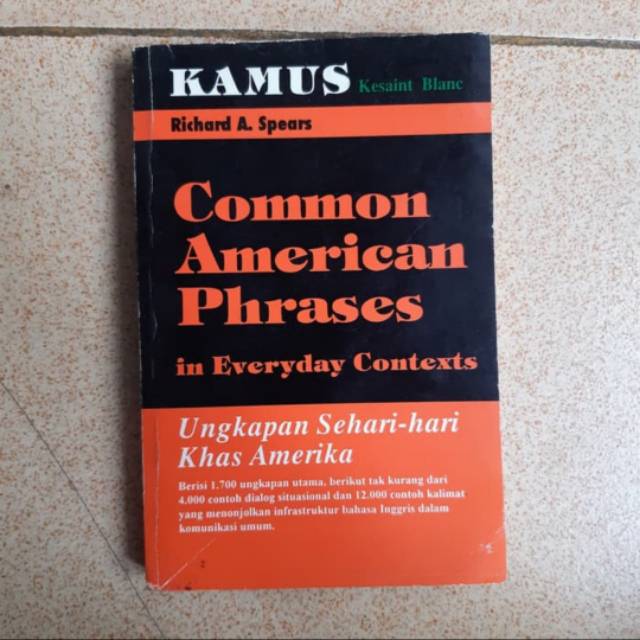 KAMUS Kesaint Blanc
Richard A. Spears
Common
American
Phrases
in Everyday Contexts
Ungkapan Sehari-hari
Khas Amerika
Berisi 1.700 ungkapan utama, berikut tak kurang dari
4.000 contoh dialog situasional dan 12.000 contoh kalimat
yang menonjolkan infrastruktur bahasa Inggris dalam
komunikasi umum.